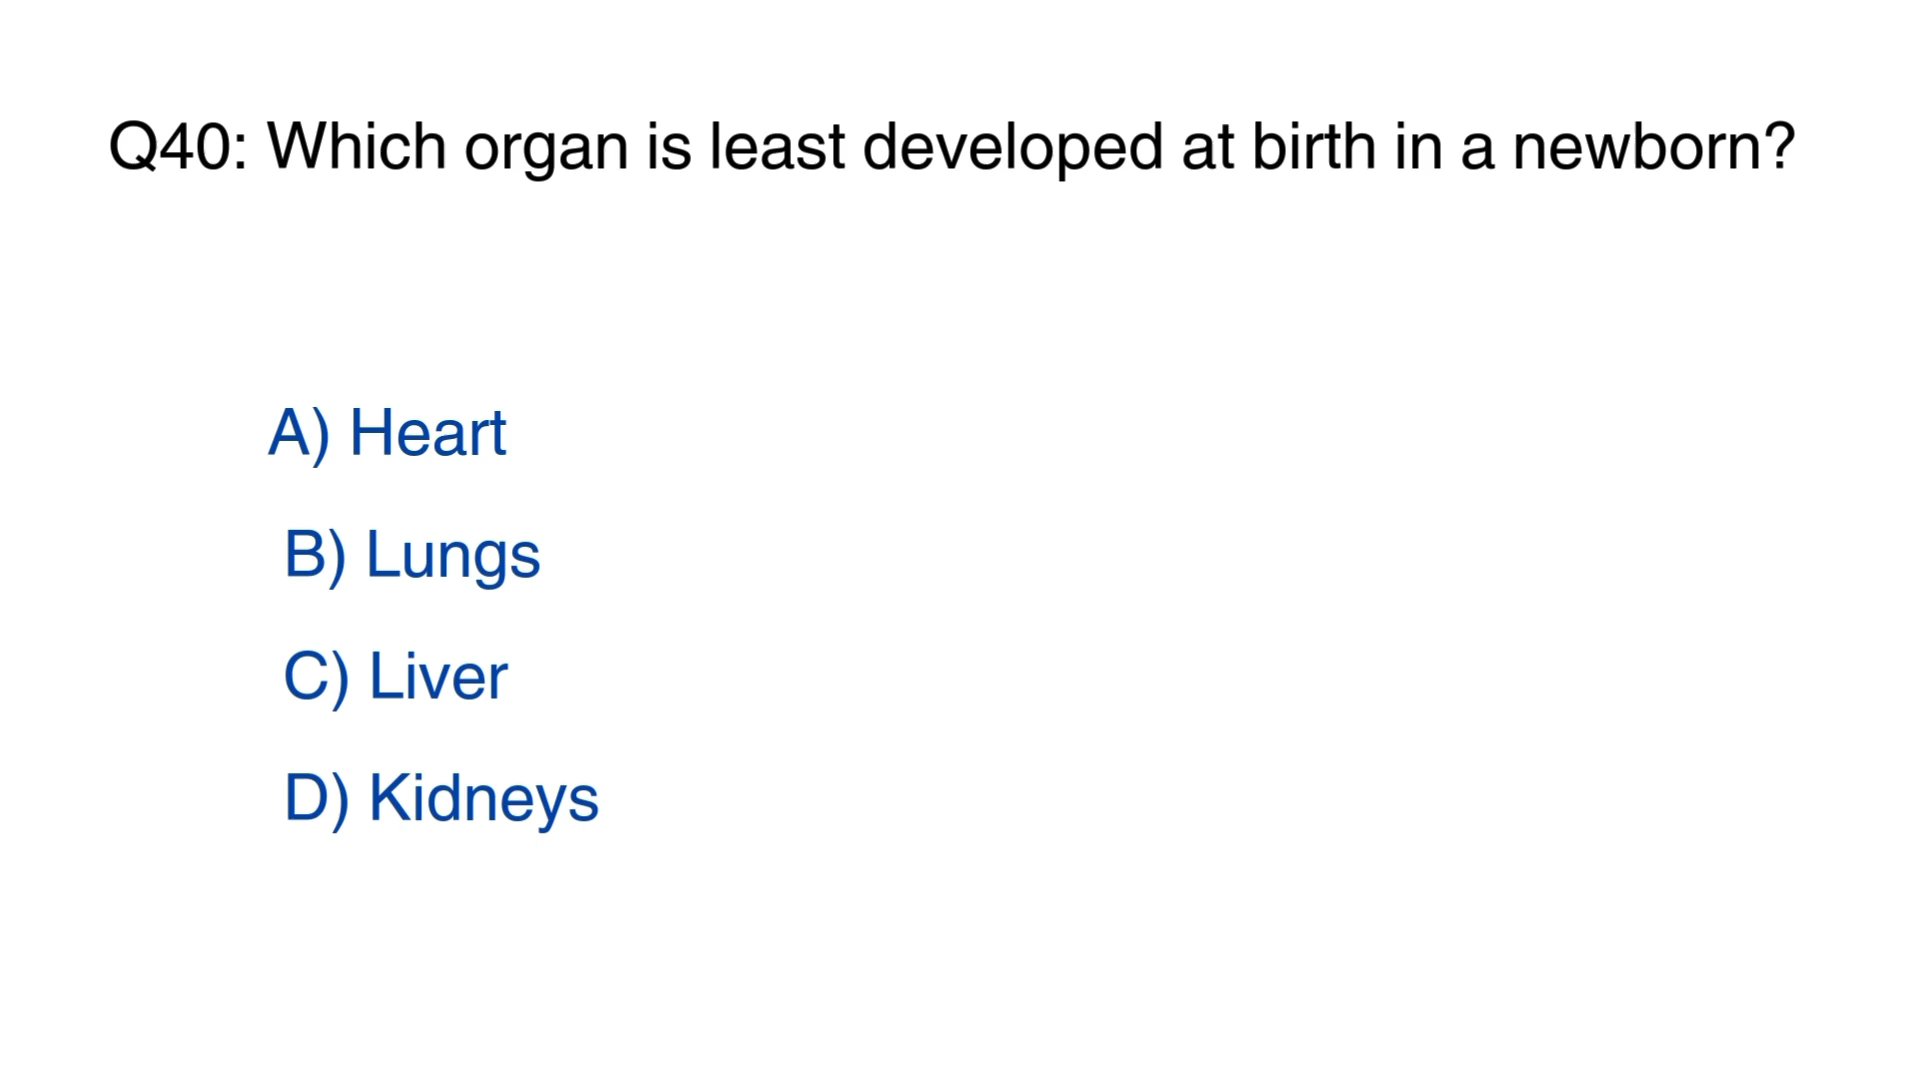 Q40: Which organ is least developed at birth in a newborn?
A) Heart
B) Lungs
C) Liver
D) Kidneys